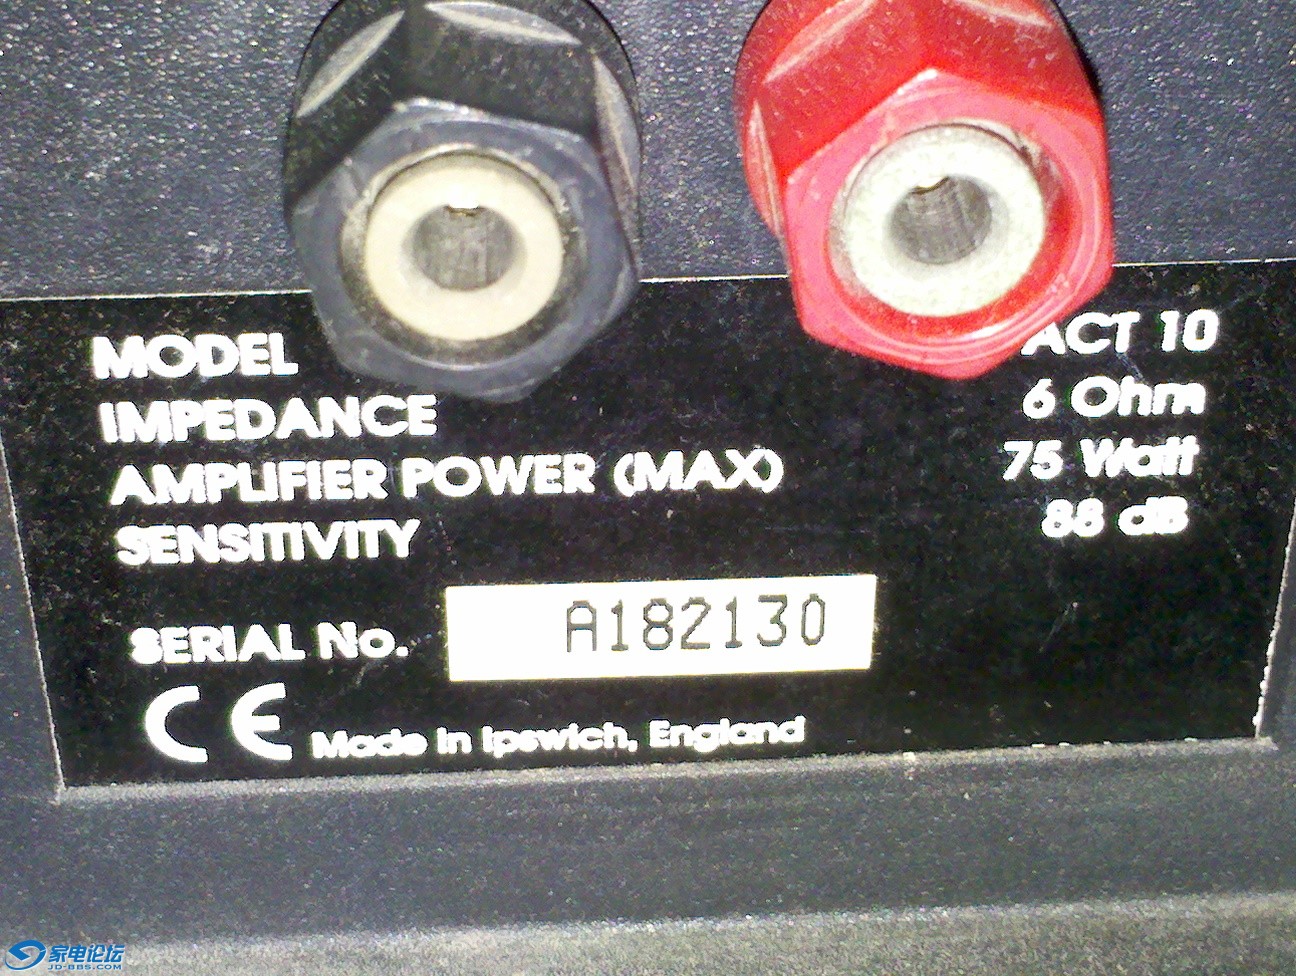 MODEL ACT 10
IMPEDANCE 6 Ohm
AMPLIFIER POWER (MAX) 75 Watt
SENSITIVITY 88 dB
SERIAL No. A182130
CE Made in Ipswich, England
家电论坛
JD-BBS.COM